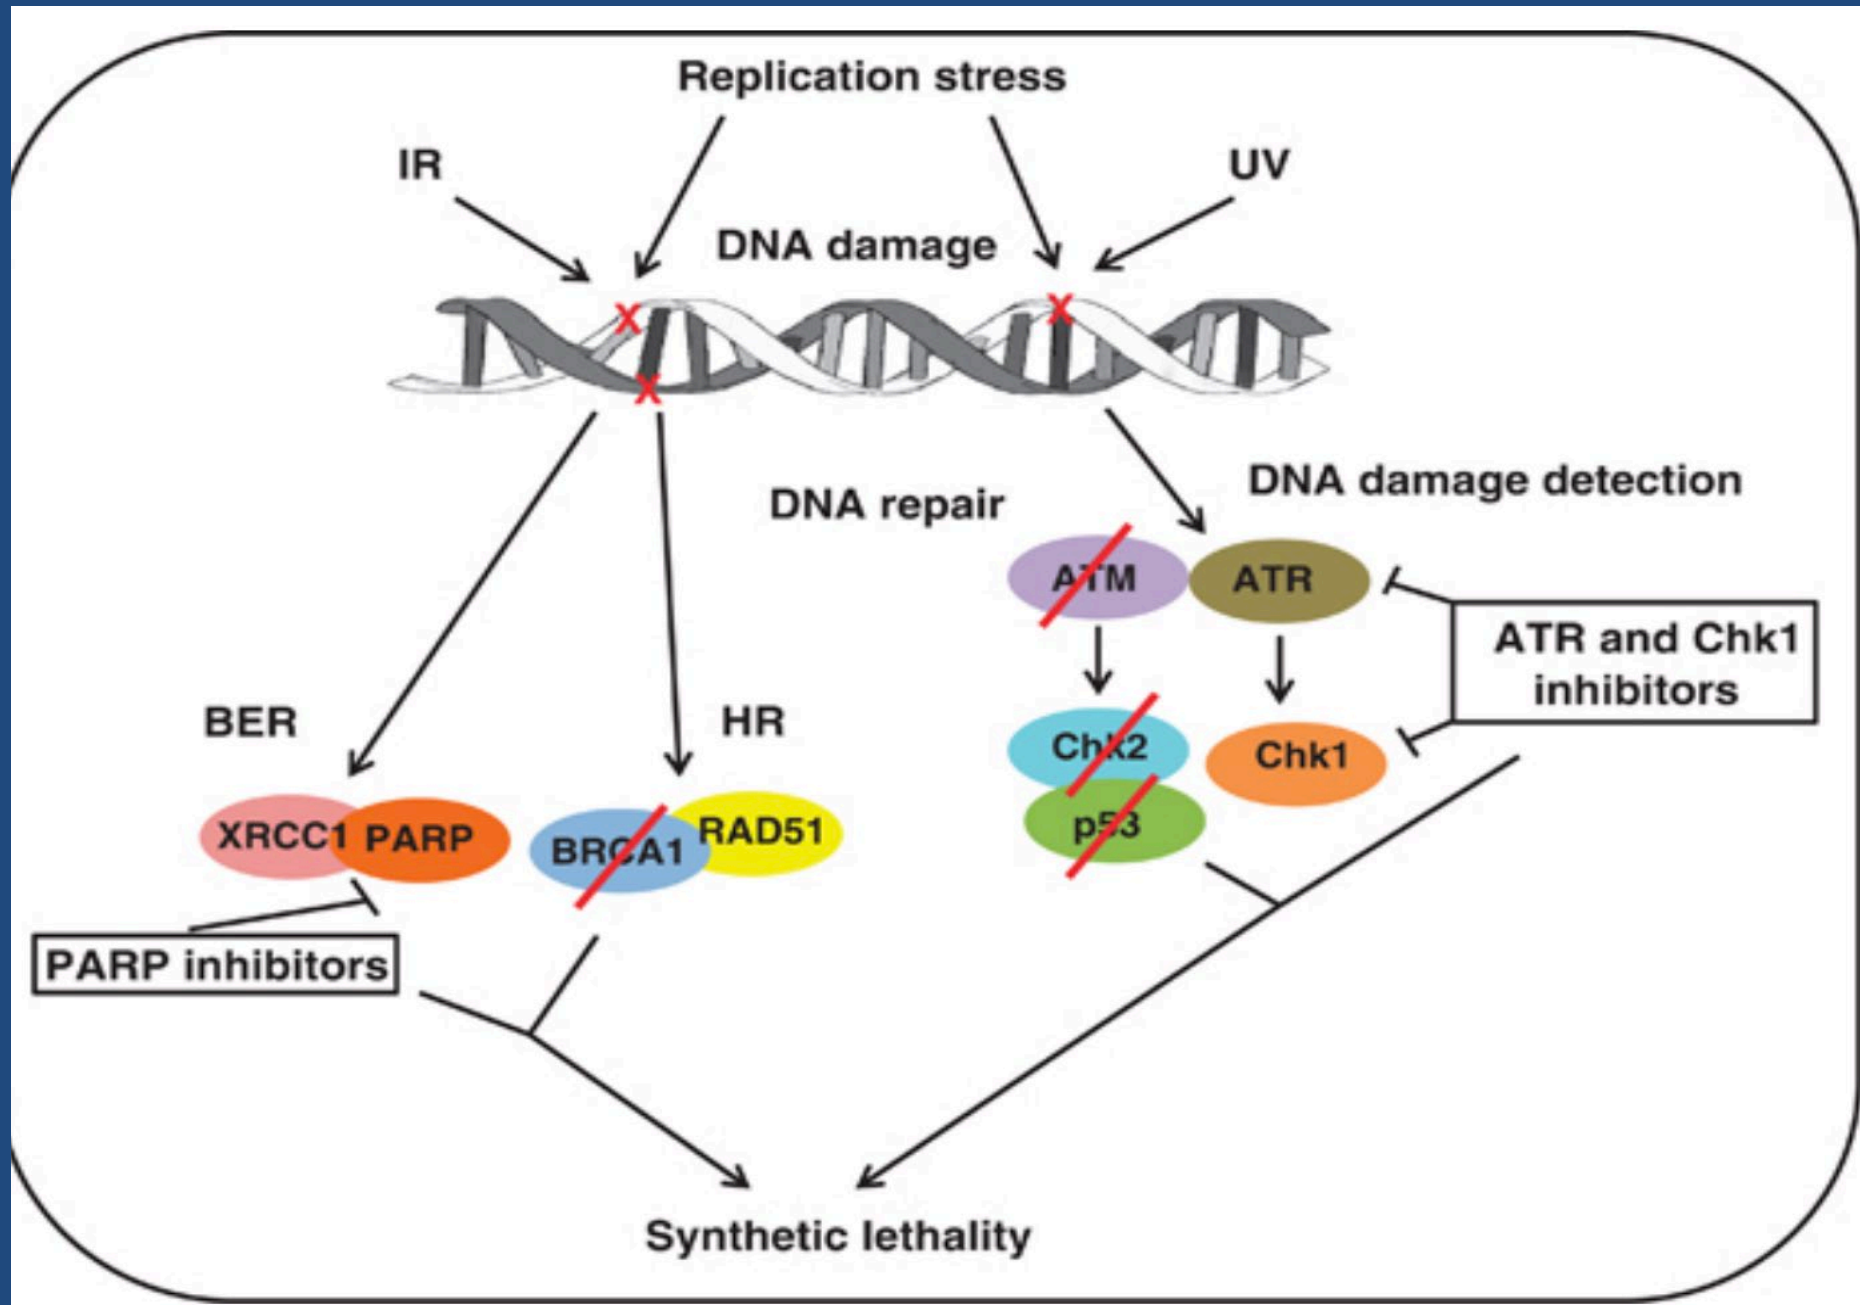 Replication stress
IR
UV
DNA damage
X
X
X
DNA repair
DNA damage detection
ATM
ATR
ATR and Chk1
inhibitors
BER
HR
Chk2
Chk1
XRCC1
PARP
BRCA1
RAD51
p53
PARP inhibitors
Synthetic lethality